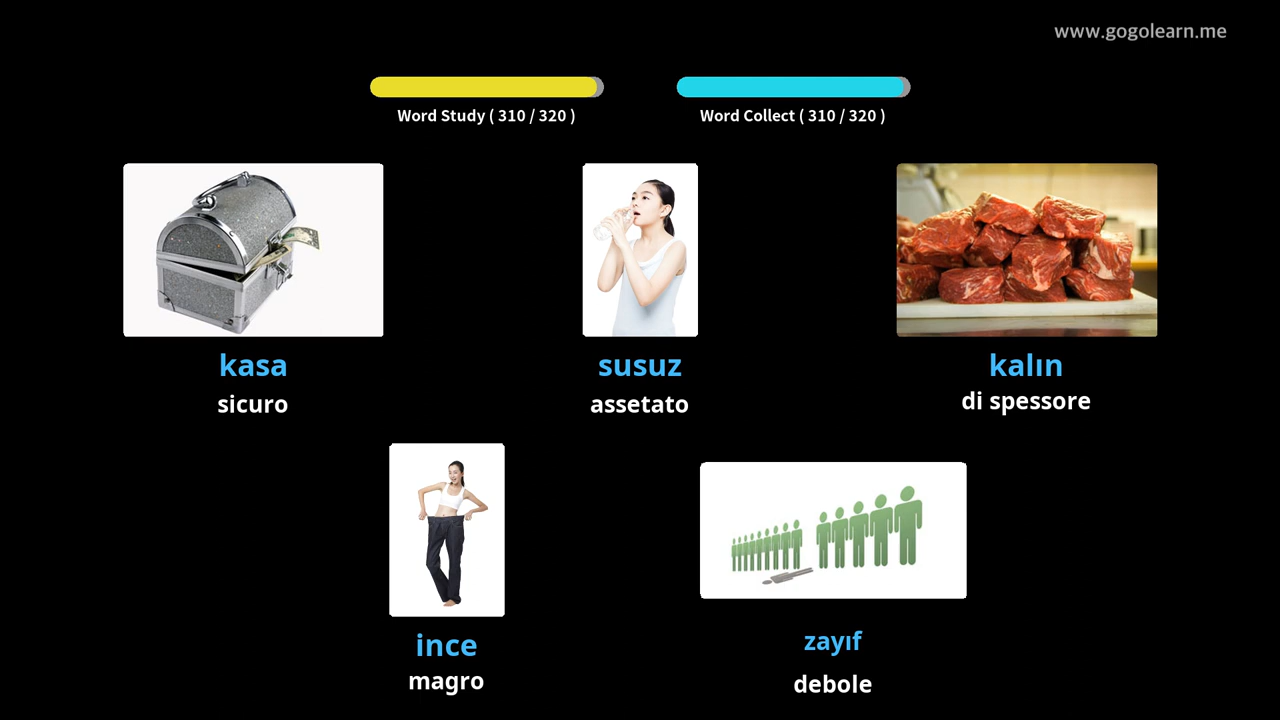 www.gogolearn.me
Word Study ( 310 / 320 )
Word Collect ( 310 / 320 )
kasa
sicuro
susuz
assetato
kalın
di spessore
ince
magro
zayıf
debole